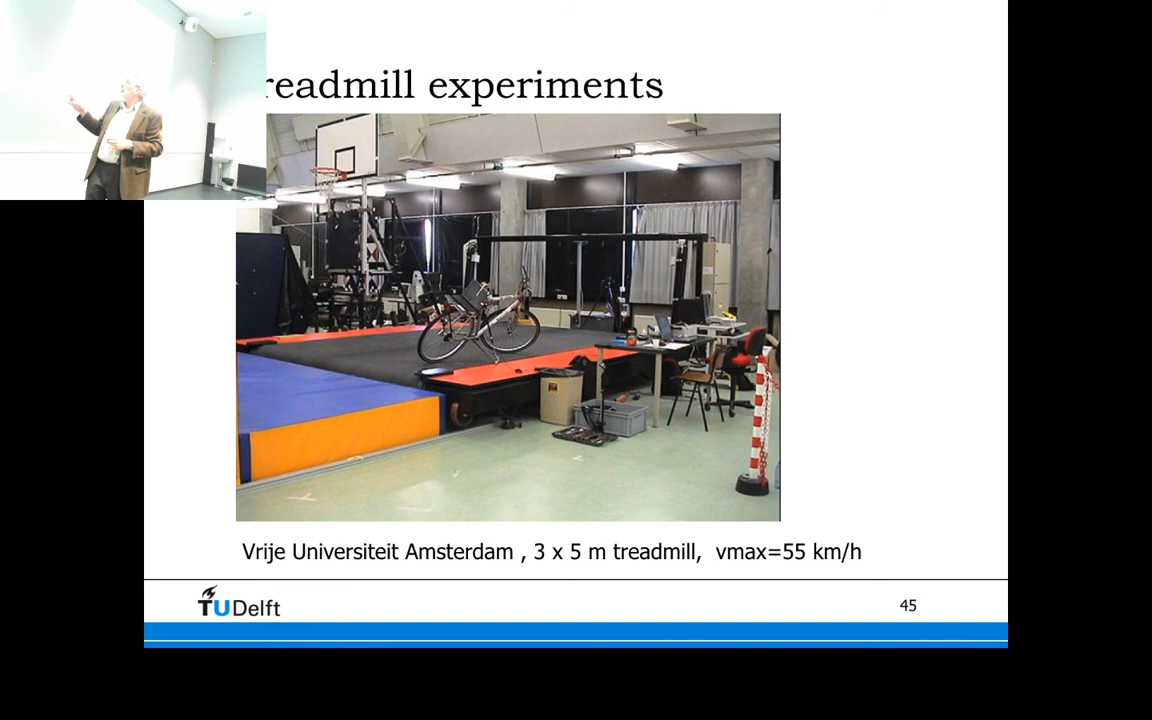 readmill experiments
Vrije Universiteit Amsterdam , 3 x 5 m treadmill, vmax=55 km/h
TUDelft
45